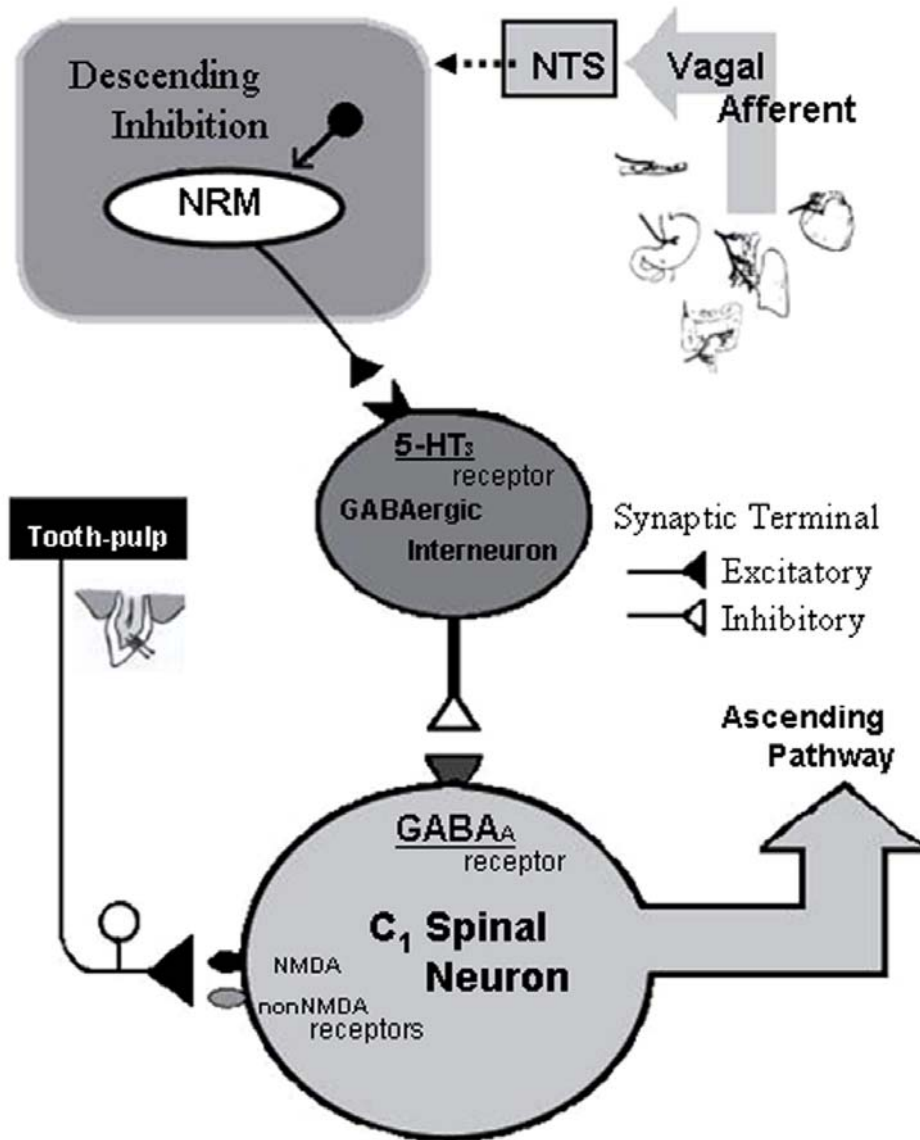 Descending
Inhibition
NRM
NTS
Vagal
Afferent
5-HT₃
receptor
GABAergic
Interneuron
Tooth-pulp
Synaptic Terminal
Excitatory
Inhibitory
Ascending
Pathway
GABAA
receptor
C₁ Spinal
Neuron
NMDA
nonNMDA
receptors